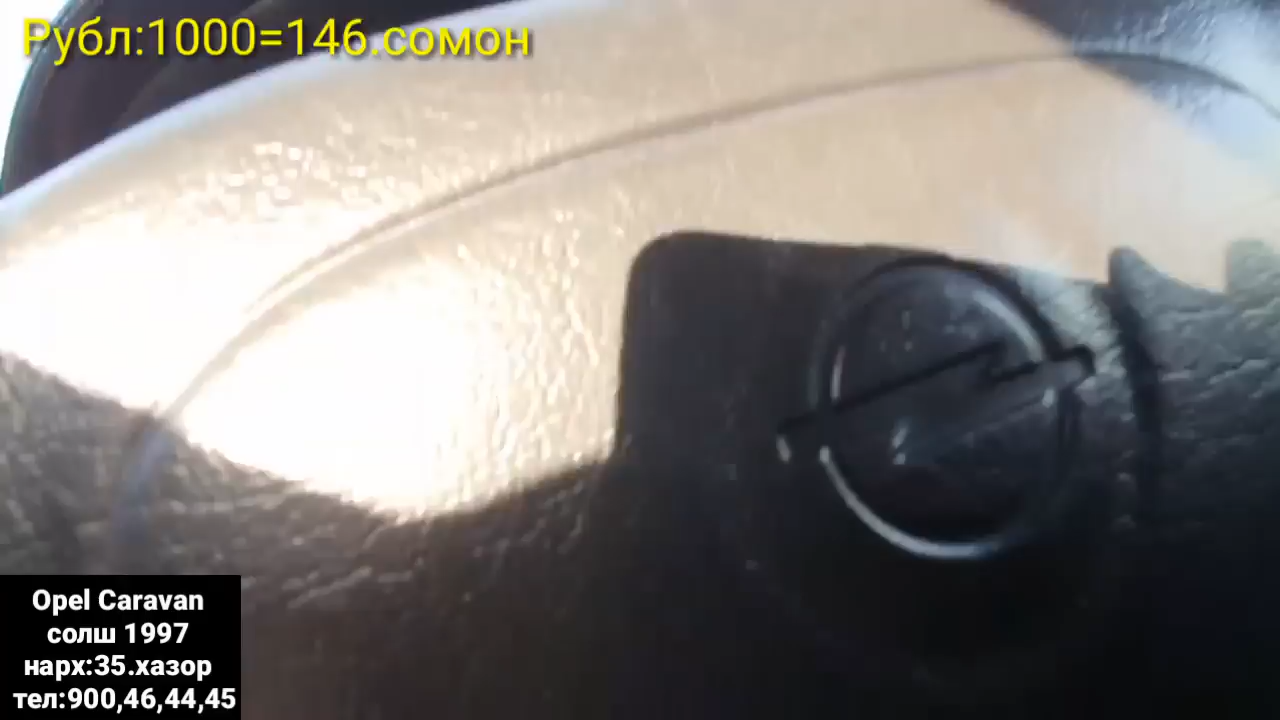 Рубл:1000=146.сомон
Opel Caravan
солш 1997
нарх:35.хазор
тел:900,46,44,45